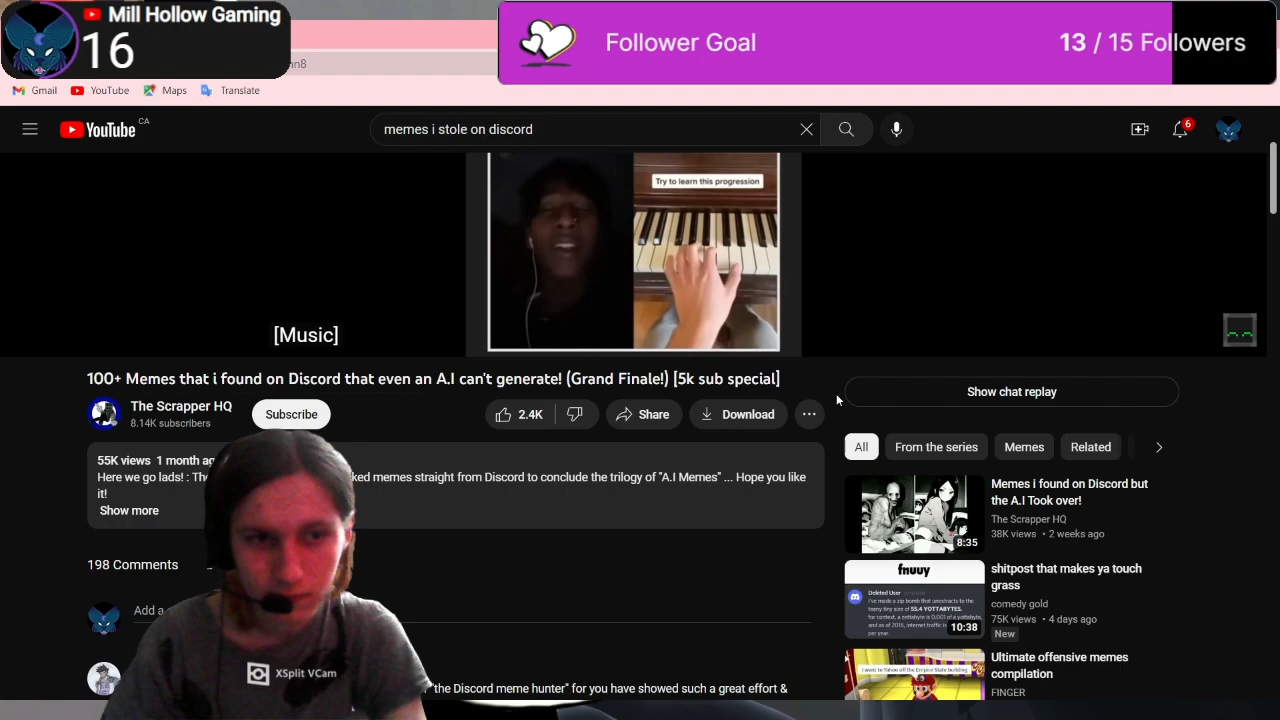 Mill Hollow Gaming
16
Follower Goal
13 / 15 Followers
Gmail
YouTube
Maps
Translate
YouTube
CA
memes i stole on discord
6
Try to learn this progression
[Music]
100+ Memes that i found on Discord that even an A.I can't generate! (Grand Finale!) [5k sub special]
The Scrapper HQ
8.14K subscribers
Subscribe
2.4K
Share
Download
Show chat replay
All
From the series
Memes
Related
55K views 1 month ag
Here we go lads! : The
ked memes straight from Discord to conclude the trilogy of "A.I Memes" ... Hope you like
it!
Show more
198 Comments
Add a
"the Discord meme hunter" for you have showed such a great effort &
XSplit VCam
8:35
Memes i found on Discord but
the A.I Took over!
The Scrapper HQ
38K views • 2 weeks ago
fnuuy
Deleted User
10:38
shitpost that makes ya touch
grass
comedy gold
75K views • 4 days ago
New
Ultimate offensive memes
compilation
FINGER